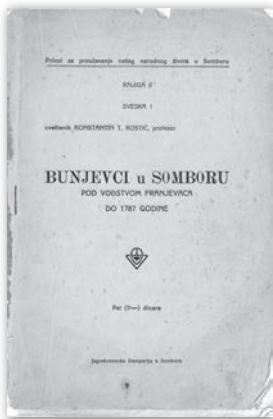 Prilozi za proučavanje našeg narodnog života u Somboru
KNJIGA II
SVESKA I
sveštenik KONSTANTIN T. KOSTIĆ, profesor
BUNJEVCI u SOMBORU
POD VOĐSTVOM FRANJEVACA
DO 1787 GODINE
Pet (5—) dinara
Jugoslovenska štamparija u Somboru